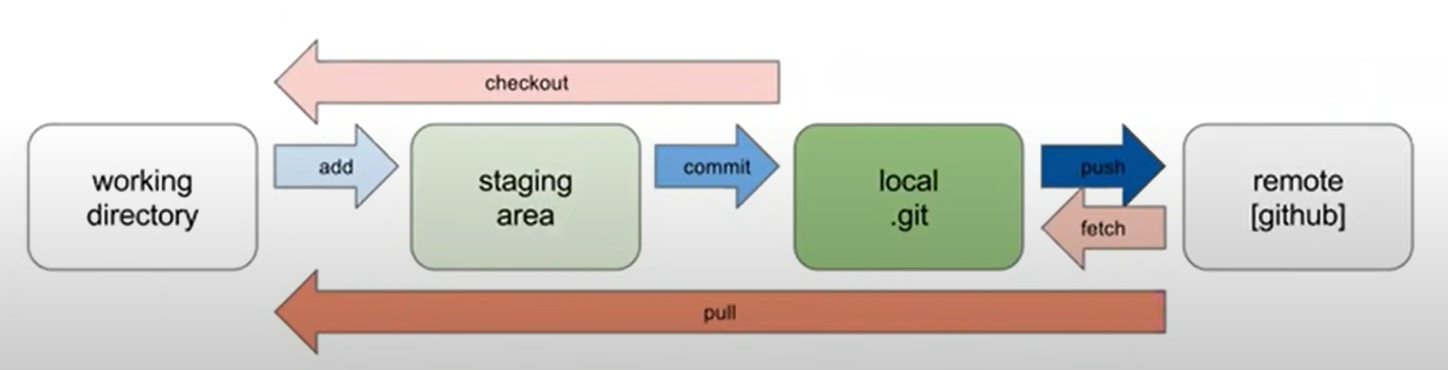 checkout
working
directory
add
staging
area
commit
local
.git
push
fetch
remote
[github]
pull